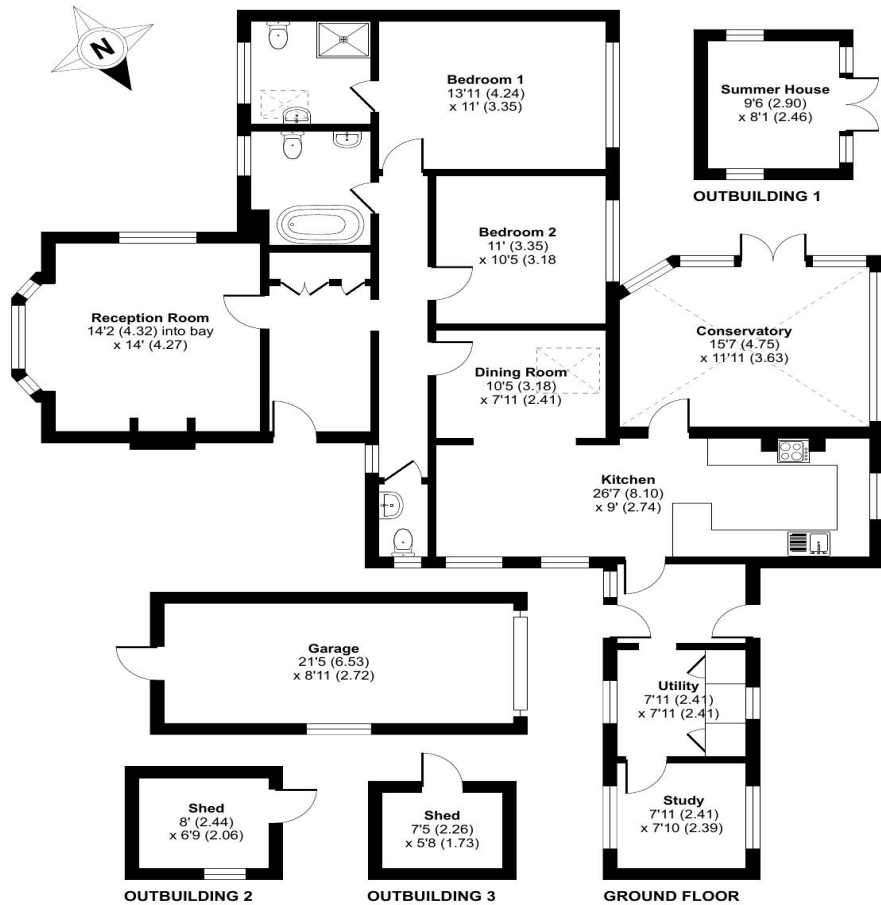 N
Bedroom 1
13'11 (4.24)
x 11' (3.35)
Summer House
9'6 (2.90)
x 8'1 (2.46)
OUTBUILDING 1
Bedroom 2
11' (3.35)
x 10'5 (3.18
Reception Room
14'2 (4.32) into bay
x 14' (4.27)
Conservatory
15'7 (4.75)
x 11'11 (3.63)
Dining Room
10'5 (3.18)
x 7'11 (2.41)
Kitchen
26'7 (8.10)
x 9' (2.74)
Garage
21'5 (6.53)
x 8'11 (2.72)
Utility
7'11 (2.41)
x 7'11 (2.41)
Shed
8' (2.44)
x 6'9 (2.06)
OUTBUILDING 2
Shed
7'5 (2.26)
x 5'8 (1.73)
OUTBUILDING 3
Study
7'11 (2.41)
x 7'10 (2.39)
GROUND FLOOR